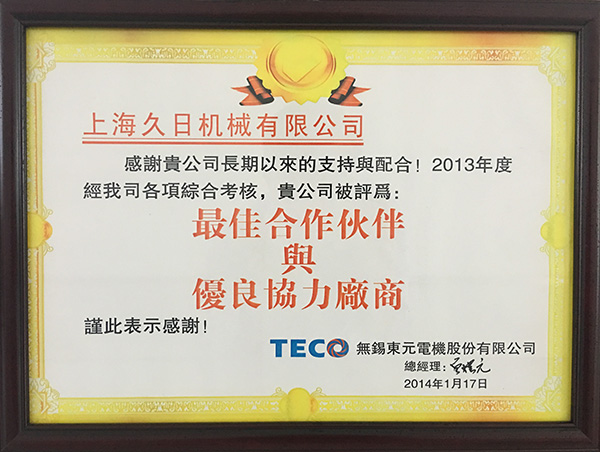 上海久日机械有限公司
感謝貴公司長期以來的支持與配合！2013年度
經我司各項綜合考核，貴公司被評爲：
最佳合作伙伴
與
優良協力廠商
謹此表示感謝！
TECO 無錫東元電機股份有限公司
總經理：
2014年1月17日